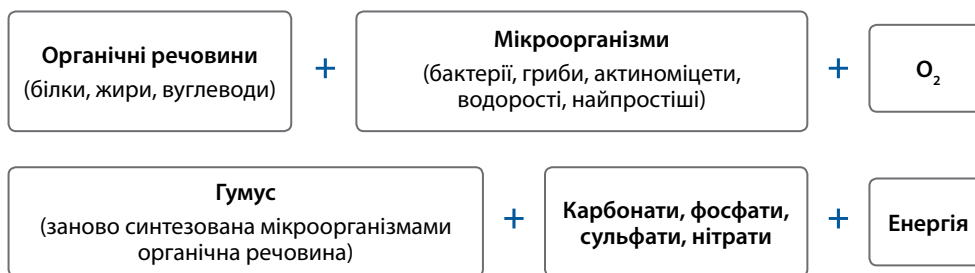 Органічні речовини
(білки, жири, вуглеводи)
+
Мікроорганізми
(бактерії, гриби, актиноміцети,
водорості, найпростіші)
+
O₂
Гумус
(заново синтезована мікроорганізмами
органічна речовина)
+
Карбонати, фосфати,
сульфати, нітрати
+
Енергія